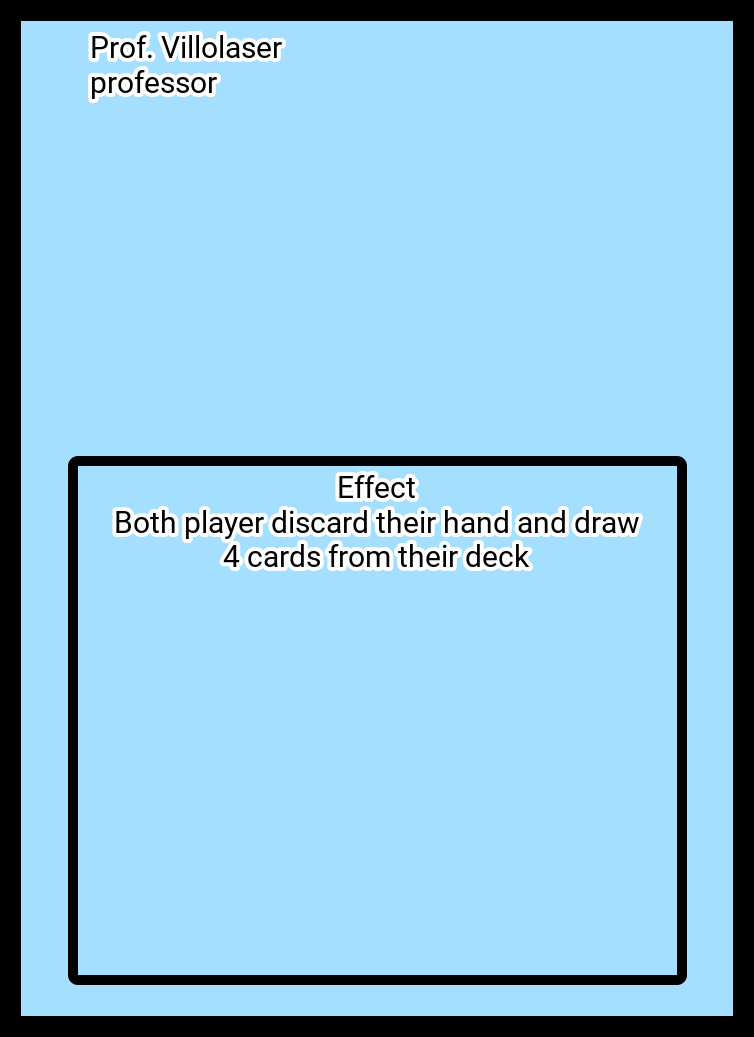 Prof. Villolaser
professor
Effect
Both player discard their hand and draw
4 cards from their deck